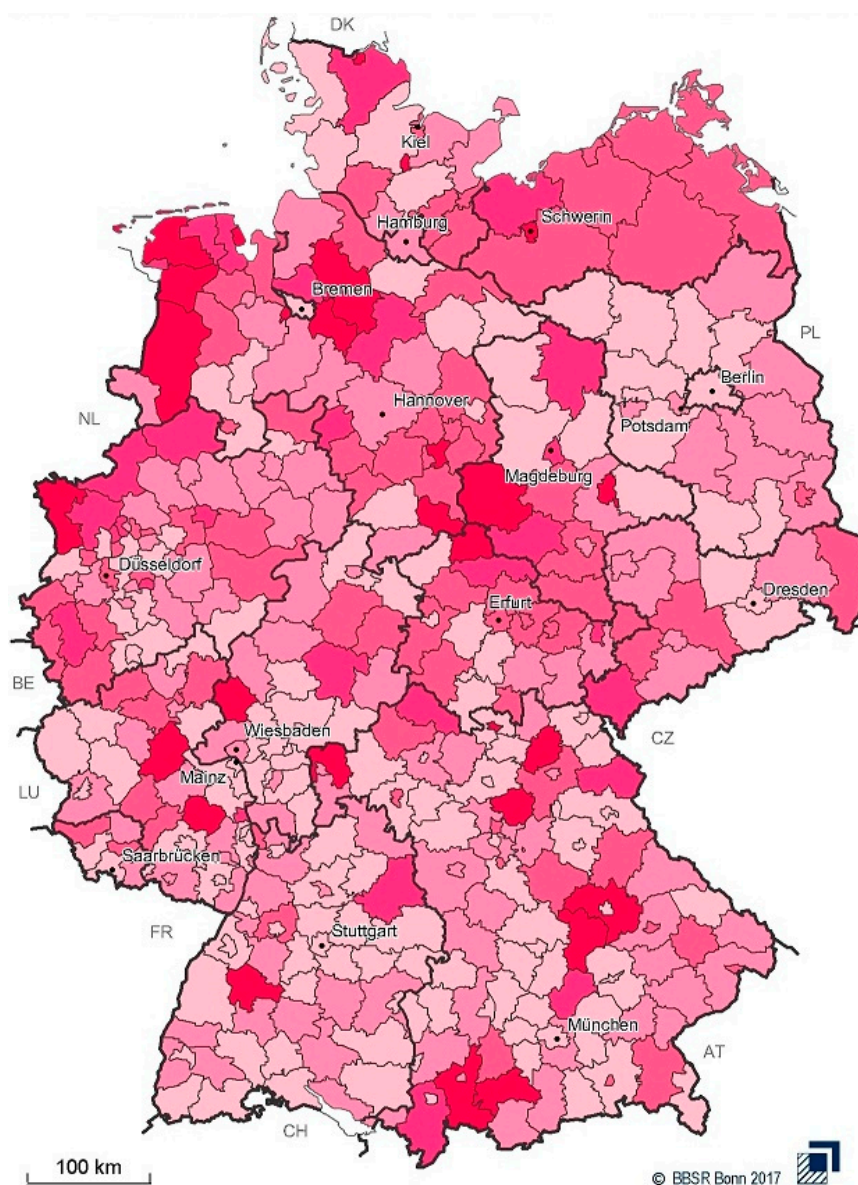 DK
Kiel
Schwerin
Hamburg
Bremen
PL
Berlin
Hannover
NL
Potsdam
Magdeburg
Düsseldorf
Dresden
Erfurt
BE
Wiesbaden
CZ
Mainz
LU
Saarbrücken
FR
Stuttgart
München
AT
CH
100 km
© BBSR Bonn 2017